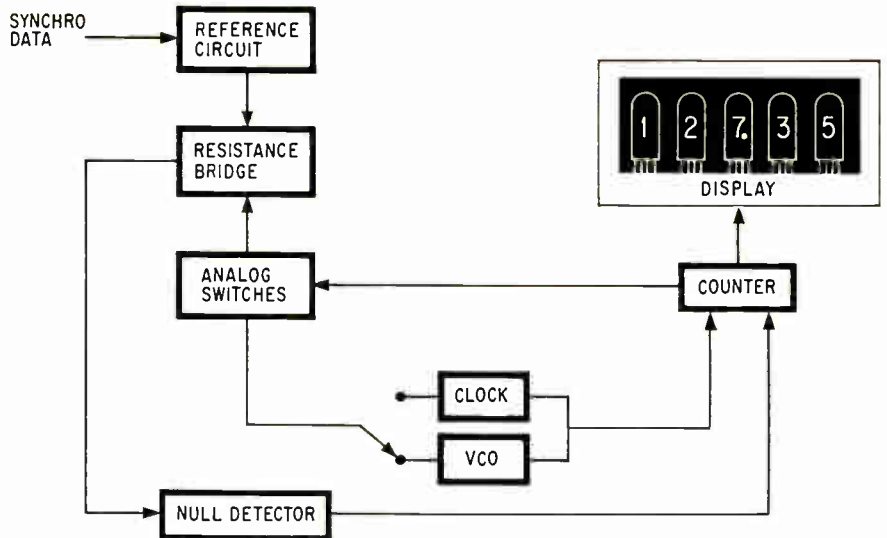 SYNCHRO
DATA
REFERENCE
CIRCUIT
RESISTANCE
BRIDGE
1 2 7. 3 5
DISPLAY
ANALOG
SWITCHES
COUNTER
CLOCK
VCO
NULL DETECTOR